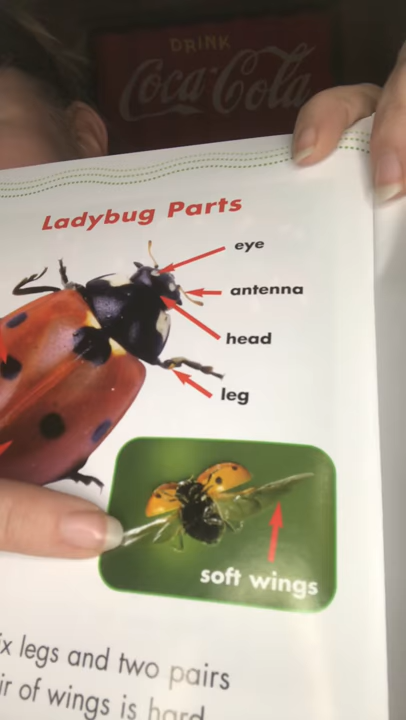 DRINK
Coca-Cola
Ladybug Parts
eye
antenna
head
leg
soft wings
ix legs and two pairs
ir of wings is hard